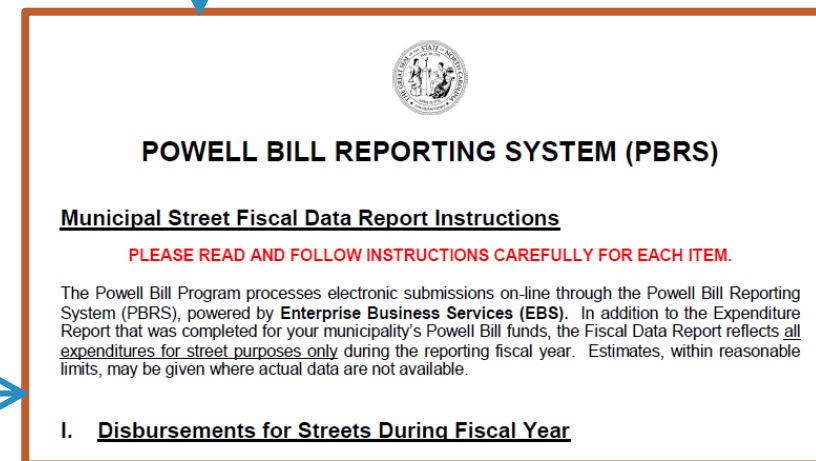 POWELL BILL REPORTING SYSTEM (PBRS)
Municipal Street Fiscal Data Report Instructions
PLEASE READ AND FOLLOW INSTRUCTIONS CAREFULLY FOR EACH ITEM.
The Powell Bill Program processes electronic submissions on-line through the Powell Bill Reporting
System (PBRS), powered by Enterprise Business Services (EBS). In addition to the Expenditure
Report that was completed for your municipality's Powell Bill funds, the Fiscal Data Report reflects all
expenditures for street purposes only during the reporting fiscal year. Estimates, within reasonable
limits, may be given where actual data are not available.
I. Disbursements for Streets During Fiscal Year